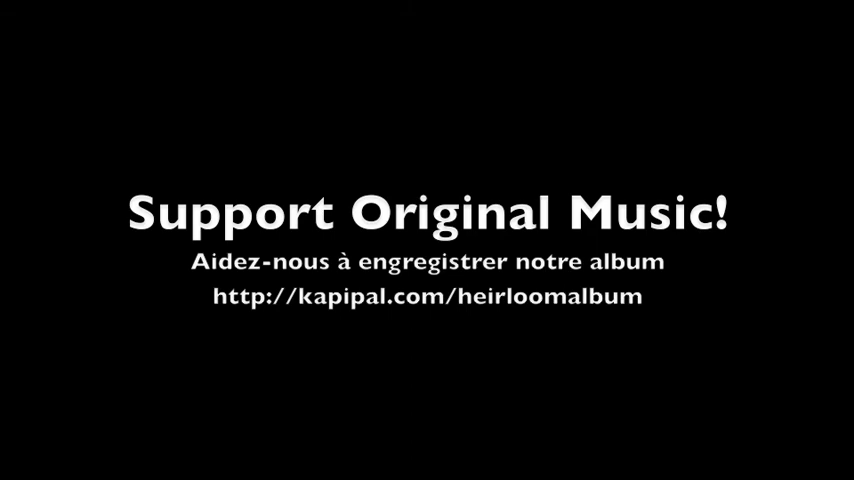 Support Original Music!
Aidez-nous à engregistrer notre album
http://kapipal.com/heirloomalbum